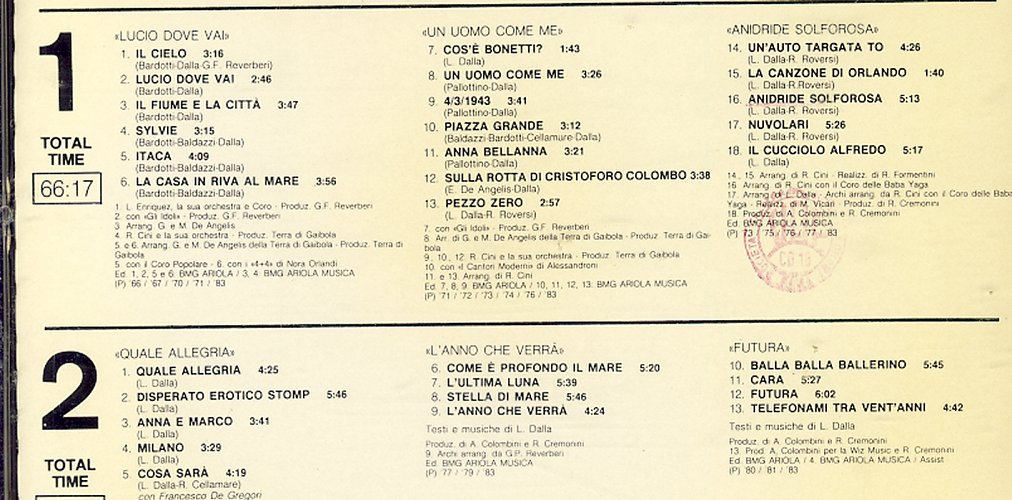 1
TOTAL
TIME
66:17
«LUCIO DOVE VAI»
1. IL CIELO 3:16
(Bardotti-Dalla-G.F. Reverberi)
2. LUCIO DOVE VAI 2:46
(Bardotti-Dalla)
3. IL FIUME E LA CITTÀ 3:47
(Bardotti-Dalla)
4. SYLVIE 3:15
(Bardotti-Baldazzi-Dalla)
5. ITACA 4:09
(Bardotti-Baldazzi-Dalla)
6. LA CASA IN RIVA AL MARE 3:56
(Bardotti-Baldazzi-Dalla)
1. L. Enriquez, la sua orchestra e Coro - Produz. G.F. Reverberi
2. con «Gli Idoli» - Produz. G.F. Reverberi
3. Arrang. G. e M. De Angelis
4. R. Cini e la sua orchestra - Produz. Terra di Gaibola
5. e 6. Arrang. G. e M. De Angelis della Terra di Gaibola - Produz. Terra di
Gaibola
5. con il Coro Popolare - 6. con i «4+4» di Nora Orlandi
Ed. 1, 2, 5 e 6: BMG ARIOLA / 3, 4: BMG ARIOLA MUSICA
(P) '66 / '67 / '70 / '71 / '83
«UN UOMO COME ME»
7. COS'È BONETTI? 1:43
(L. Dalla)
8. UN UOMO COME ME 3:26
(Pallottino-Dalla)
9. 4/3/1943 3:41
(Pallottino-Dalla)
10. PIAZZA GRANDE 3:12
(Baldazzi-Bardotti-Cellamare-Dalla)
11. ANNA BELLANNA 3:21
(Pallottino-Dalla)
12. SULLA ROTTA DI CRISTOFORO COLOMBO 3:38
(E. De Angelis-Dalla)
13. PEZZO ZERO 2:57
(L. Dalla-R. Roversi)
7. con «Gli Idoli» - Produz. G.F. Reverberi
8. Arr. di G. e M. De Angelis della Terra di Gaibola - Produz. Terra di Gai-
bola
9., 10., 12. R. Cini e la sua orchestra - Produz. Terra di Gaibola
10. con «I Cantori Moderni» di Alessandroni
11. e 13. Arrang. di R. Cini
Ed. 7, 8, 9. BMG ARIOLA / 10, 11, 12, 13. BMG ARIOLA MUSICA
(P) '71 / '72 / '73 / '74 / '76 / '83
«ANIDRIDE SOLFOROSA»
14. UN'AUTO TARGATA TO 4:26
(L. Dalla-R. Roversi)
15. LA CANZONE DI ORLANDO 1:40
(L. Dalla-R.Roversi)
16. ANIDRIDE SOLFOROSA 5:13
(L. Dalla-R. Roversi)
17. NUVOLARI 5:26
(L. Dalla-R. Roversi)
18. IL CUCCIOLO ALFREDO 5:17
(L. Dalla)
14., 15 Arrang. di R. Cini - Realizz. di R. Formentini
16 Arrang. di R. Cini con il Coro delle Baba Yaga
17. Arrang. di L. Dalla - Archi arrang. da R. Cini con il Coro delle Baba
Yaga - Realizz. di M. Vicari - Produz. di R. Cremonini
18. Produz. di A. Colombini e R. Cremonini
Ed. BMG ARIOLA MUSICA
(P) '73 / '75 / '76 / '77 / '83
2
TOTAL
TIME
«QUALE ALLEGRIA»
1. QUALE ALLEGRIA 4:25
(L. Dalla)
2. DISPERATO EROTICO STOMP 5:46
(L. Dalla)
3. ANNA E MARCO 3:41
(L. Dalla)
4. MILANO 3:29
(L. Dalla)
5. COSA SARÀ 4:19
(L. Dalla-R. Cellamare)
con Francesco De Gregori
«L'ANNO CHE VERRÀ»
6. COME È PROFONDO IL MARE 5:20
7. L'ULTIMA LUNA 5:39
8. STELLA DI MARE 5:46
9. L'ANNO CHE VERRÀ 4:24
Testi e musiche di L. Dalla
Produz. di A. Colombini e R. Cremonini
9. Archi arrang. da G.P. Reverberi
Ed. BMG ARIOLA MUSICA
(P) '77 / '79 / '83
«FUTURA»
10. BALLA BALLA BALLERINO 5:45
11. CARA 5:27
12. FUTURA 6:02
13. TELEFONAMI TRA VENT'ANNI 4:42
Testi e musiche di L. Dalla
Produz. di A. Colombini e R. Cremonini
13. Prod. A. Colombini per la Wiz Music e R. Cremonini
Ed. BMG ARIOLA / 4. BMG ARIOLA MUSICA / Assist
(P) '80 / '81 / '83